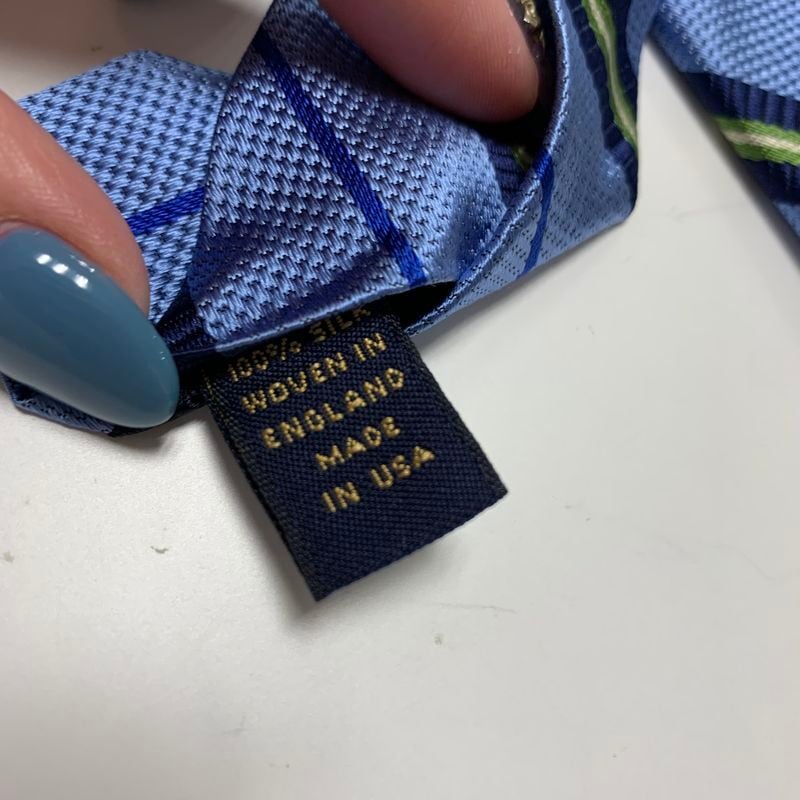 100% SILK
WOVEN IN
ENGLAND
MADE
IN USA